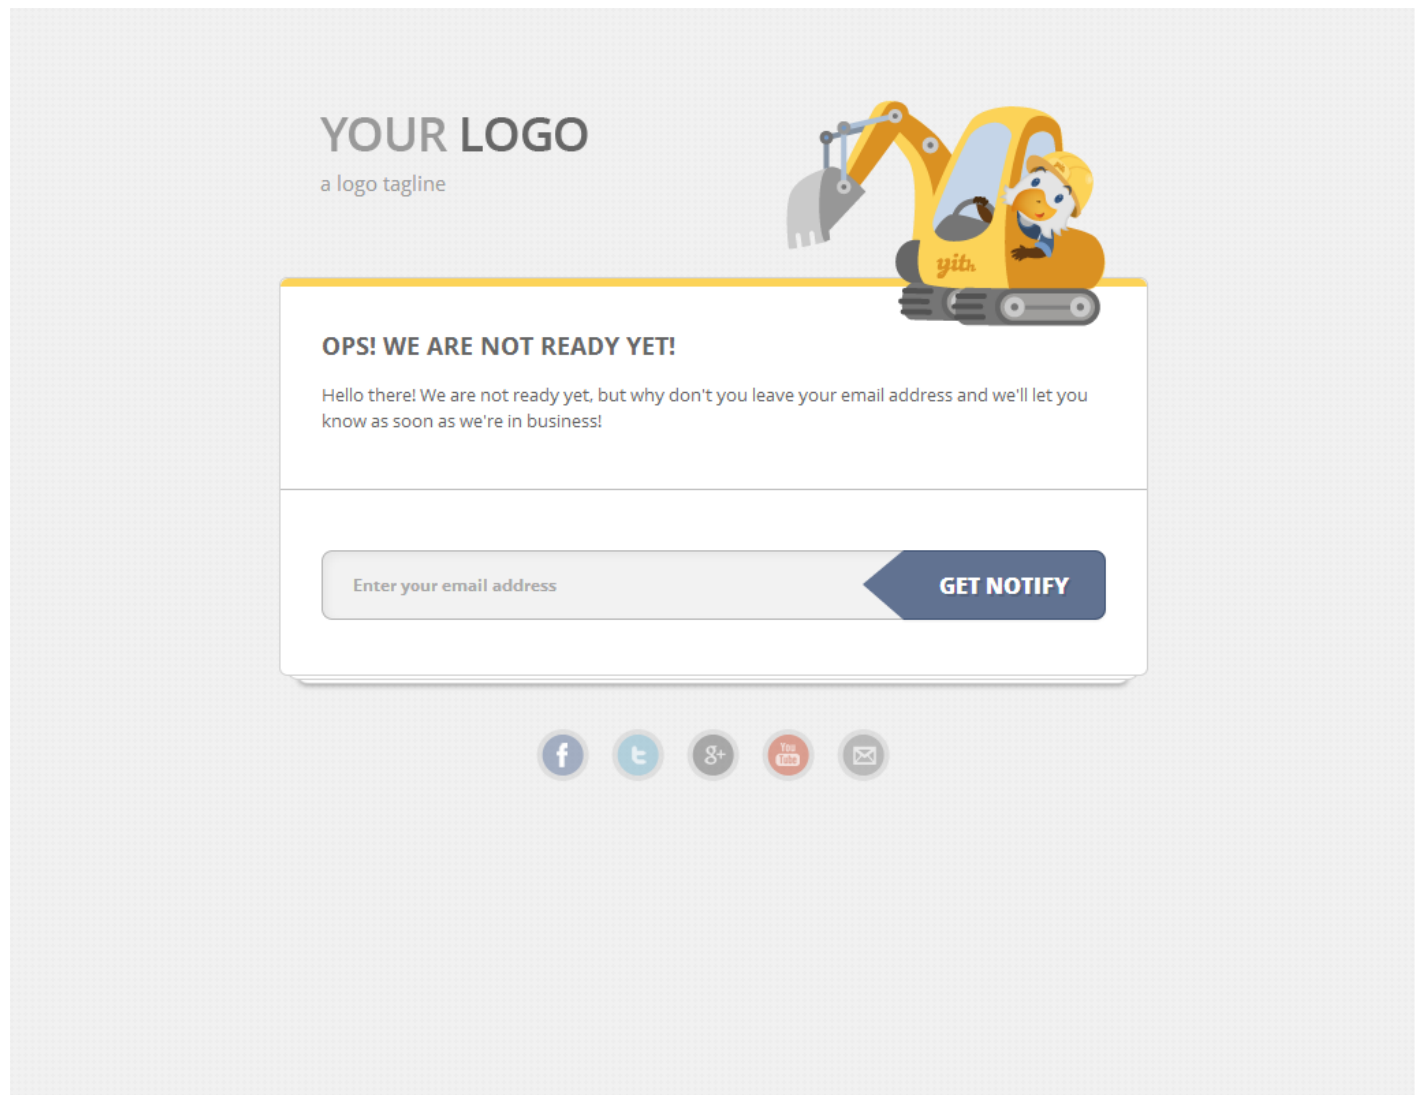 YOUR LOGO
a logo tagline
yith
OPS! WE ARE NOT READY YET!
Hello there! We are not ready yet, but why don't you leave your email address and we'll let you
know as soon as we're in business!
Enter your email address
GET NOTIFY
f
t
g+
You
Tube